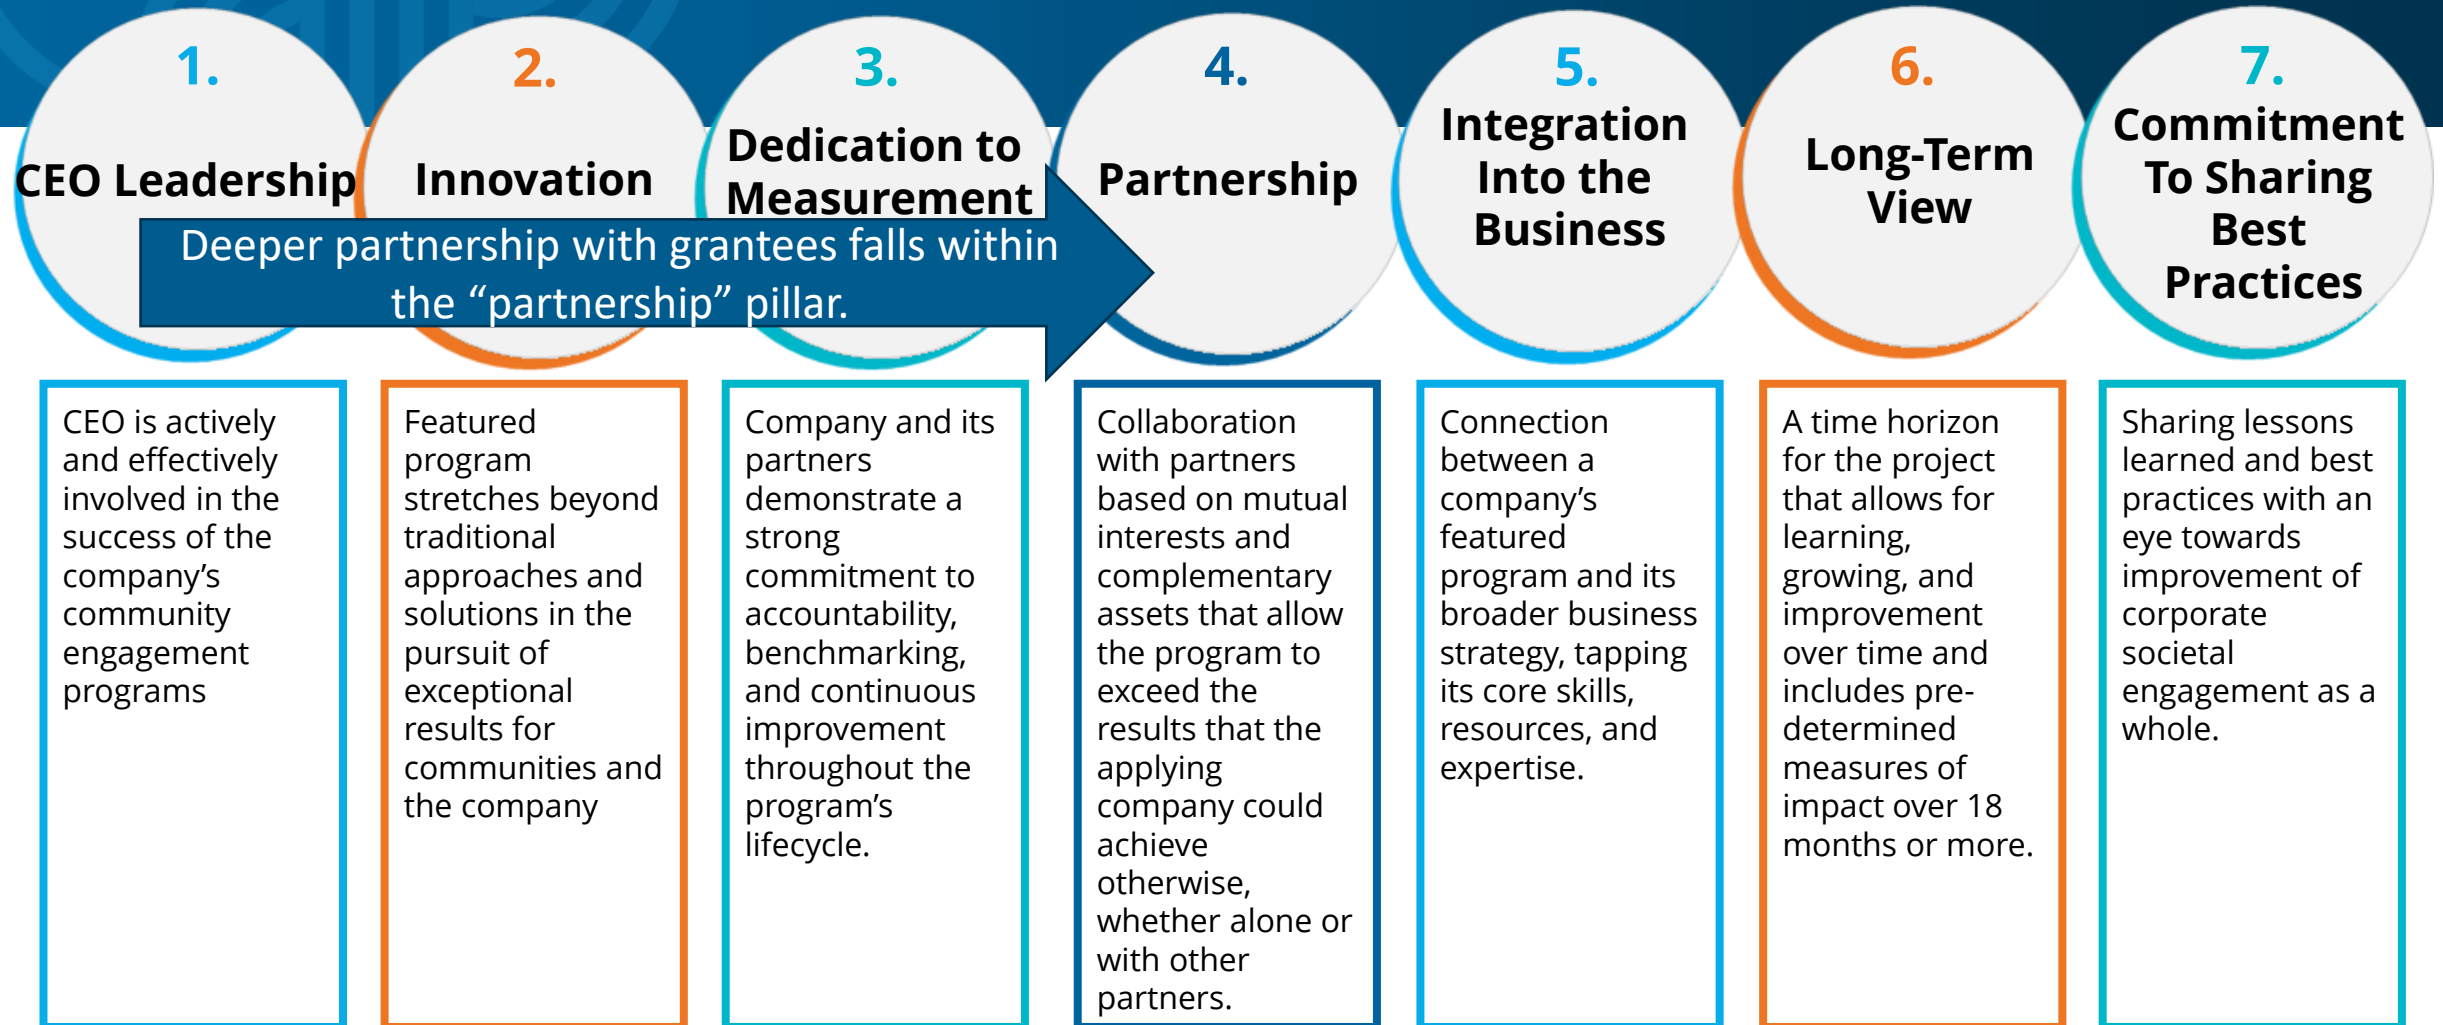 1.
CEO Leadership
2.
Innovation
3.
Dedication to
Measurement
4.
Partnership
5.
Integration
Into the
Business
6.
Long-Term
View
7.
Commitment
To Sharing
Best
Practices
Deeper partnership with grantees falls within
the “partnership” pillar.
CEO is actively
and effectively
involved in the
success of the
company’s
community
engagement
programs
Featured
program
stretches beyond
traditional
approaches and
solutions in the
pursuit of
exceptional
results for
communities and
the company
Company and its
partners
demonstrate a
strong
commitment to
accountability,
benchmarking,
and continuous
improvement
throughout the
program’s
lifecycle.
Collaboration
with partners
based on mutual
interests and
complementary
assets that allow
the program to
exceed the
results that the
applying
company could
achieve
otherwise,
whether alone or
with other
partners.
Connection
between a
company’s
featured
program and its
broader business
strategy, tapping
its core skills,
resources, and
expertise.
A time horizon
for the project
that allows for
learning,
growing, and
improvement
over time and
includes pre-
determined
measures of
impact over 18
months or more.
Sharing lessons
learned and best
practices with an
eye towards
improvement of
corporate
societal
engagement as a
whole.